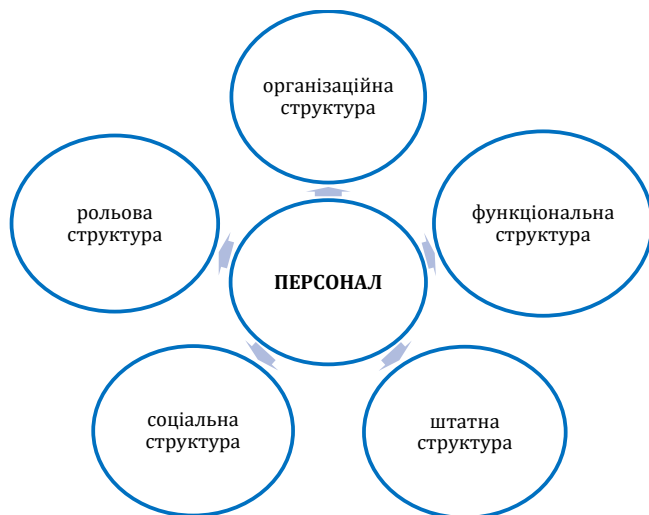 організаційна
структура
рольова
структура
функціональна
структура
ПЕРСОНАЛ
соціальна
структура
штатна
структура